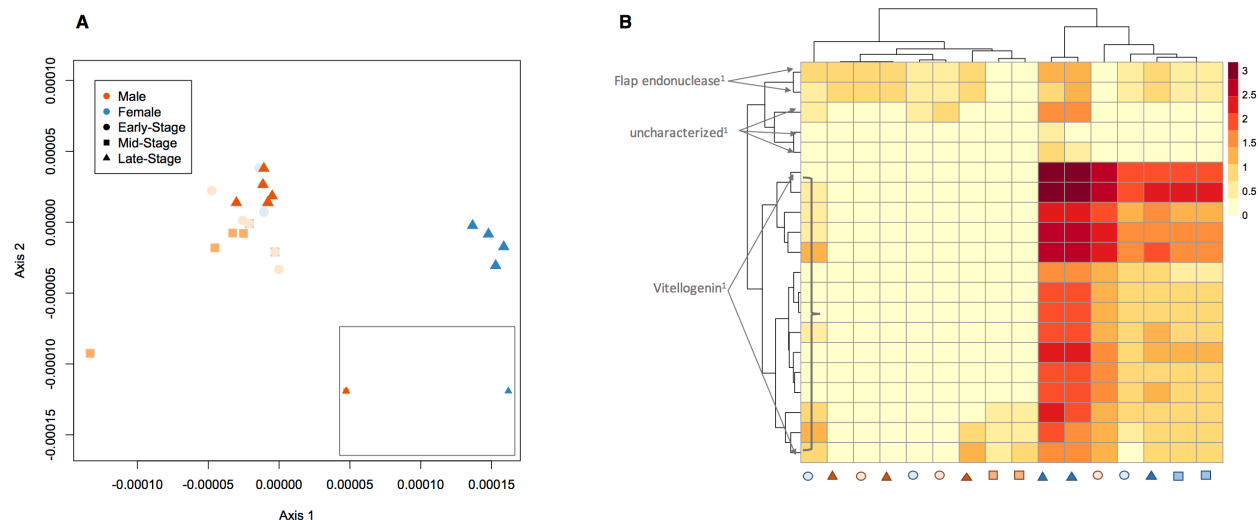 A
Male
Female
Early-Stage
Mid-Stage
Late-Stage
0.00010
0.00005
0.00000
-0.00005
-0.00010
-0.00015
Axis 2
-0.00010 -0.00005 0.00000 0.00005 0.00010 0.00015
Axis 1
B
Flap endonuclease¹
uncharacterized¹
Vitellogenin¹
3
2.5
2
1.5
1
0.5
0